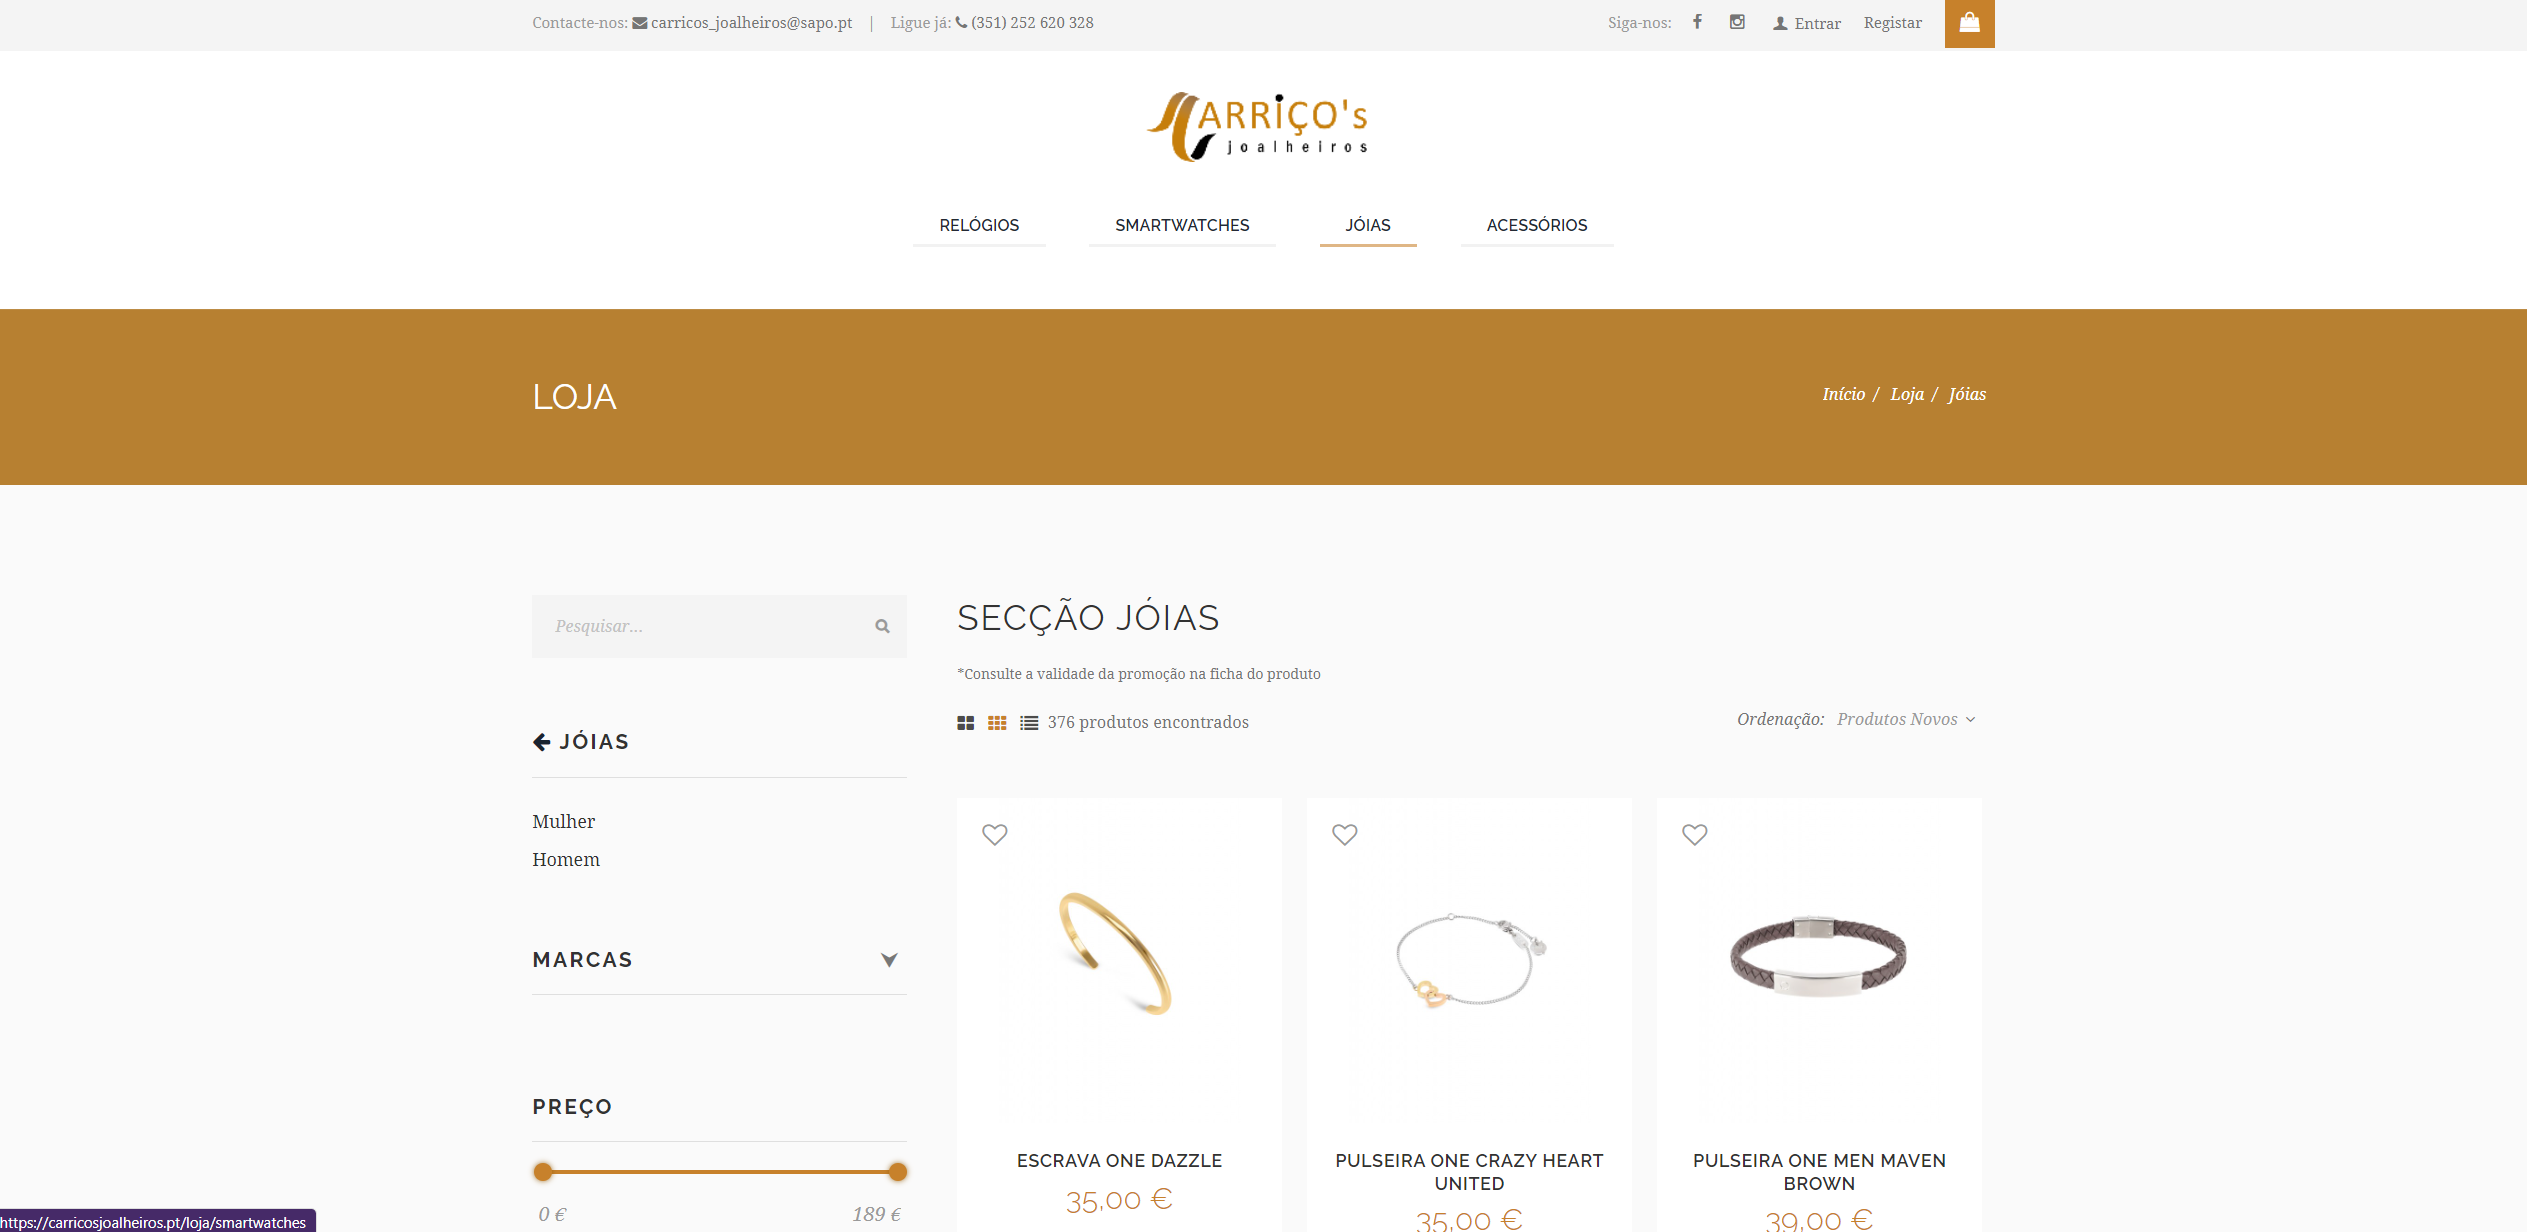 Contacte-nos: carricos_joalheiros@sapo.pt | Ligue já: (351) 252 620 328
Siga-nos: Entrar Registar
CARRIÇO's
joalheiros
RELÓGIOS SMARTWATCHES JÓIAS ACESSÓRIOS
LOJA
Início / Loja / Jóias
Pesquisar...
JÓIAS
Mulher
Homem
MARCAS
PREÇO
0 € 189 €
SECÇÃO JÓIAS
*Consulte a validade da promoção na ficha do produto
376 produtos encontrados
Ordenação: Produtos Novos
ESCRAVA ONE DAZZLE
35,00 €
PULSEIRA ONE CRAZY HEART
UNITED
35,00 €
PULSEIRA ONE MEN MAVEN
BROWN
39,00 €
https://carricosjoalheiros.pt/loja/smartwatches